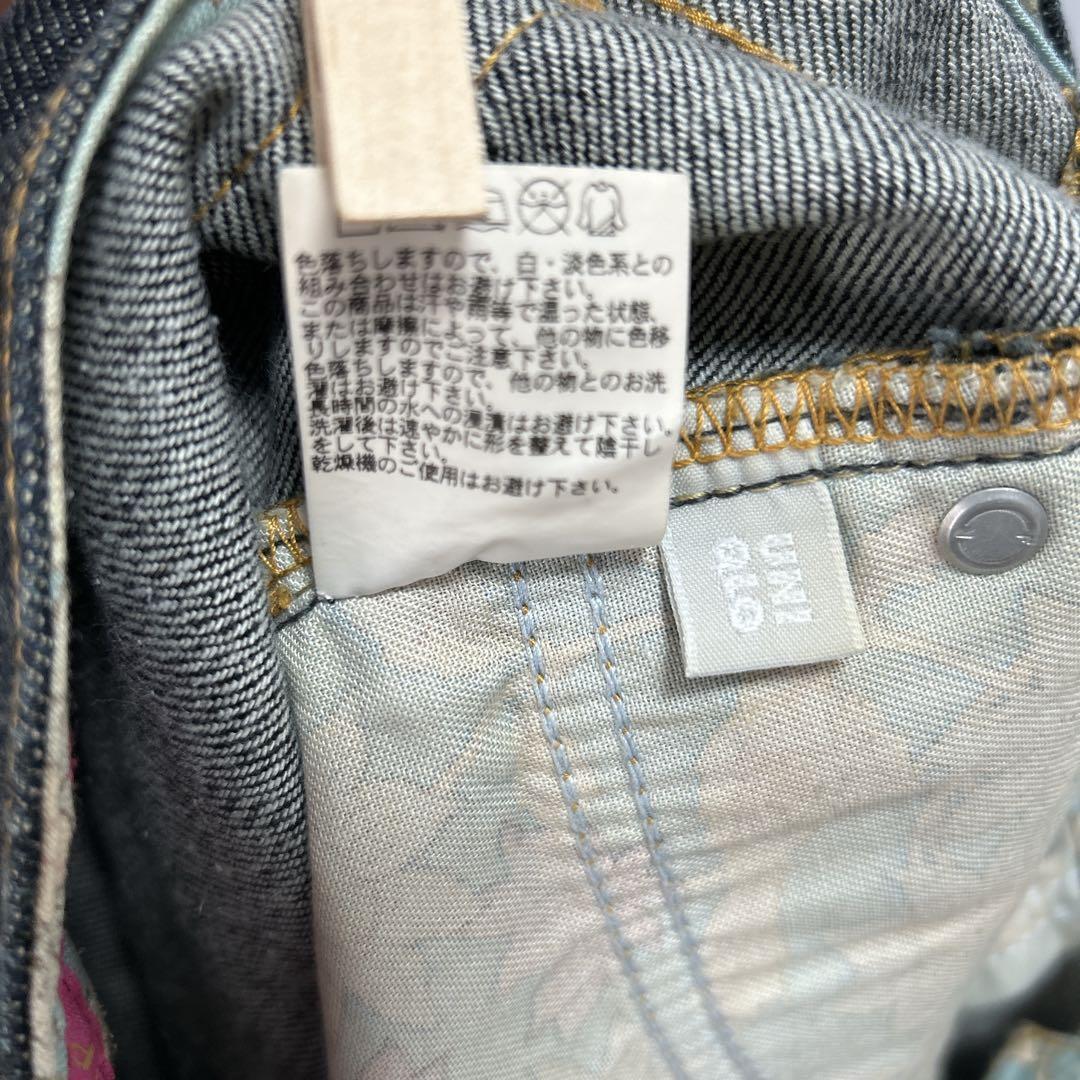 色落ちしますので、白・淡色系との
組み合わせはお避け下さい。
この商品は汗や雨等で湿った状態、
または摩擦によって、他の物に色移
りしますのでご注意下さい。
色落ちしますので、他の物とのお洗
濯はお避け下さい。
長時間の水への浸漬はお避け下さい。
洗濯後は速やかに形を整えて陰干し
をして下さい。
乾燥機のご使用はお避け下さい。
UNI
QLO